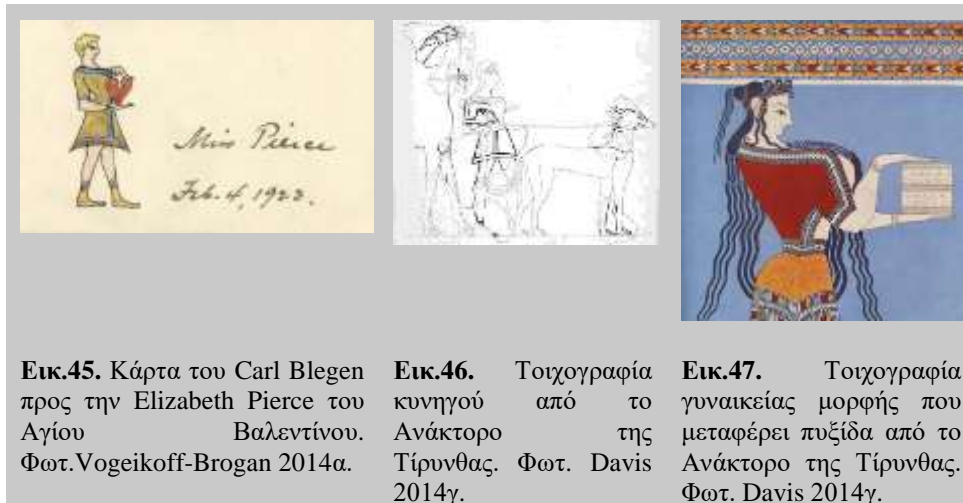 Miss Pierce
Feb. 4, 1923.
Εικ.45. Κάρτα του Carl Blegen
προς την Elizabeth Pierce του
Αγίου Βαλεντίνου.
Φωτ.Vogeikoff-Brogan 2014α.
Εικ.46. Τοιχογραφία
κυνηγού από το
Ανάκτορο της
Τίρυνθας. Φωτ. Davis
2014γ.
Εικ.47. Τοιχογραφία
γυναικείας μορφής που
μεταφέρει πυξίδα από το
Ανάκτορο της Τίρυνθας.
Φωτ. Davis 2014γ.